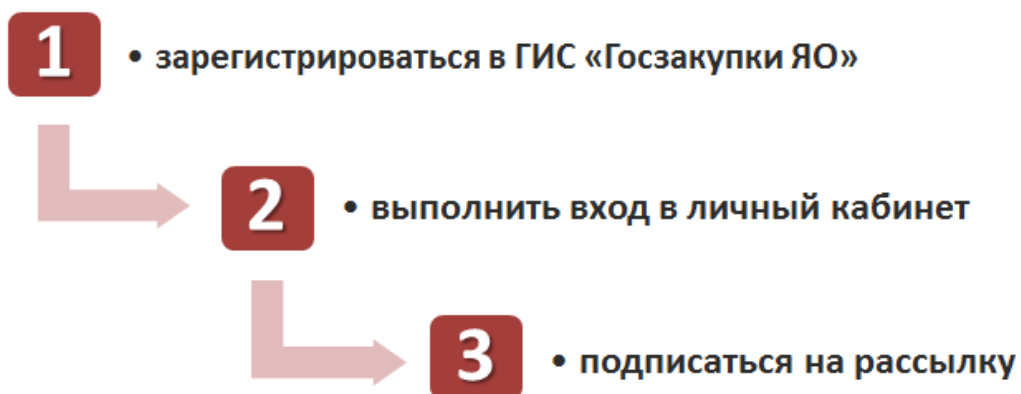 1 • зарегистрироваться в ГИС «Госзакупки ЯО»
2 • выполнить вход в личный кабинет
3 • подписаться на рассылку